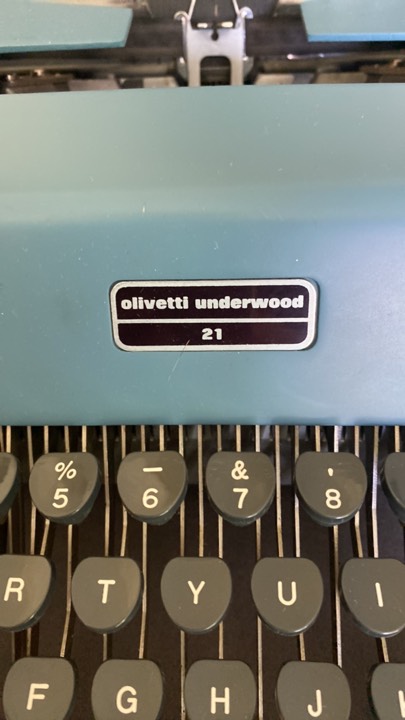 olivetti underwood
21
% _ & '
5 6 7 8
R T Y U I
F G H J